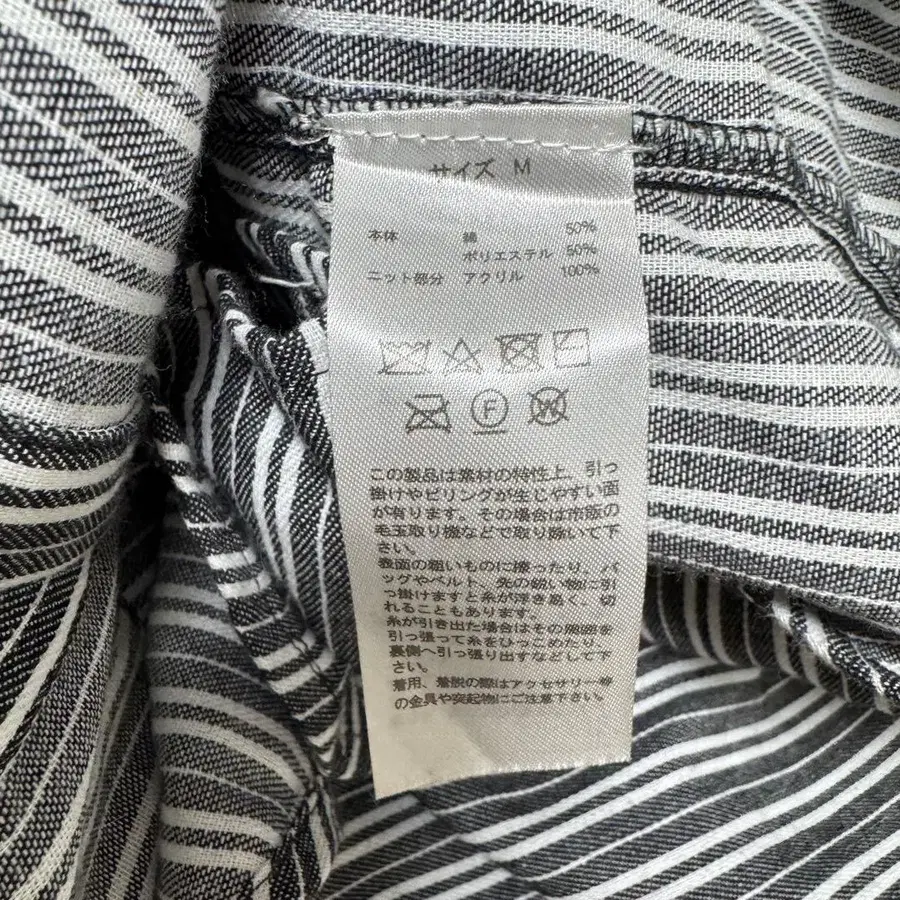 サイズ M
本体 綿 50%
ポリエステル 50%
ニット部分 アクリル 100%
F W
この製品は素材の特性上、引っ
掛けやピリングが生じやすい面
が有ります。その場合は市販の
毛玉取り機などで取り除いて下
さい。
表面の粗いものに擦ったり、バ
ッグやベルト、先の鋭い物に引
っ掛けますと糸が浮き易く、切
れることもあります。
糸が引き出た場合はその周囲を
引っ張って糸をひっこめたり、
裏側へ引っ張り出すなどして下
さい。
着用、着脱の際はアクセサリー等
の金具や突起物にに注意下さい。